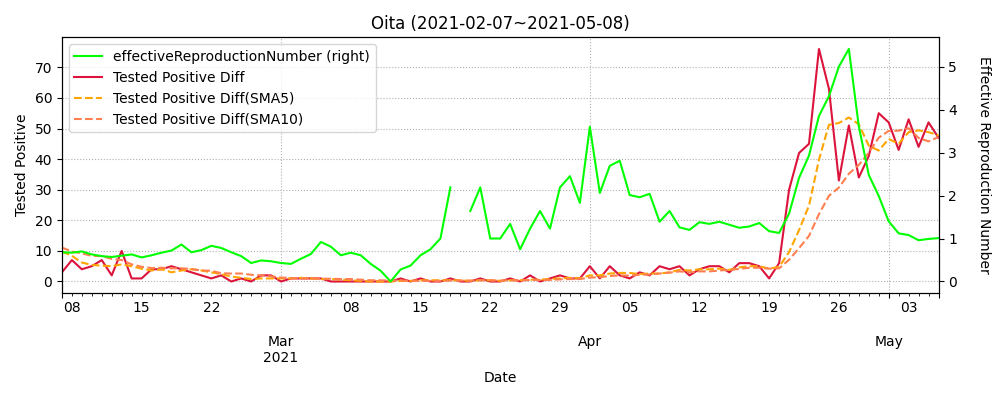 Oita (2021-02-07~2021-05-08)
effectiveReproductionNumber (right)
Tested Positive Diff
Tested Positive Diff(SMA5)
Tested Positive Diff(SMA10)
Tested Positive
70
60
50
40
30
20
10
0
Effective Reproduction Number
5
4
3
2
1
0
08 15 22 08 15 22 29 05 12 19 26 03
Mar Apr May
2021
Date